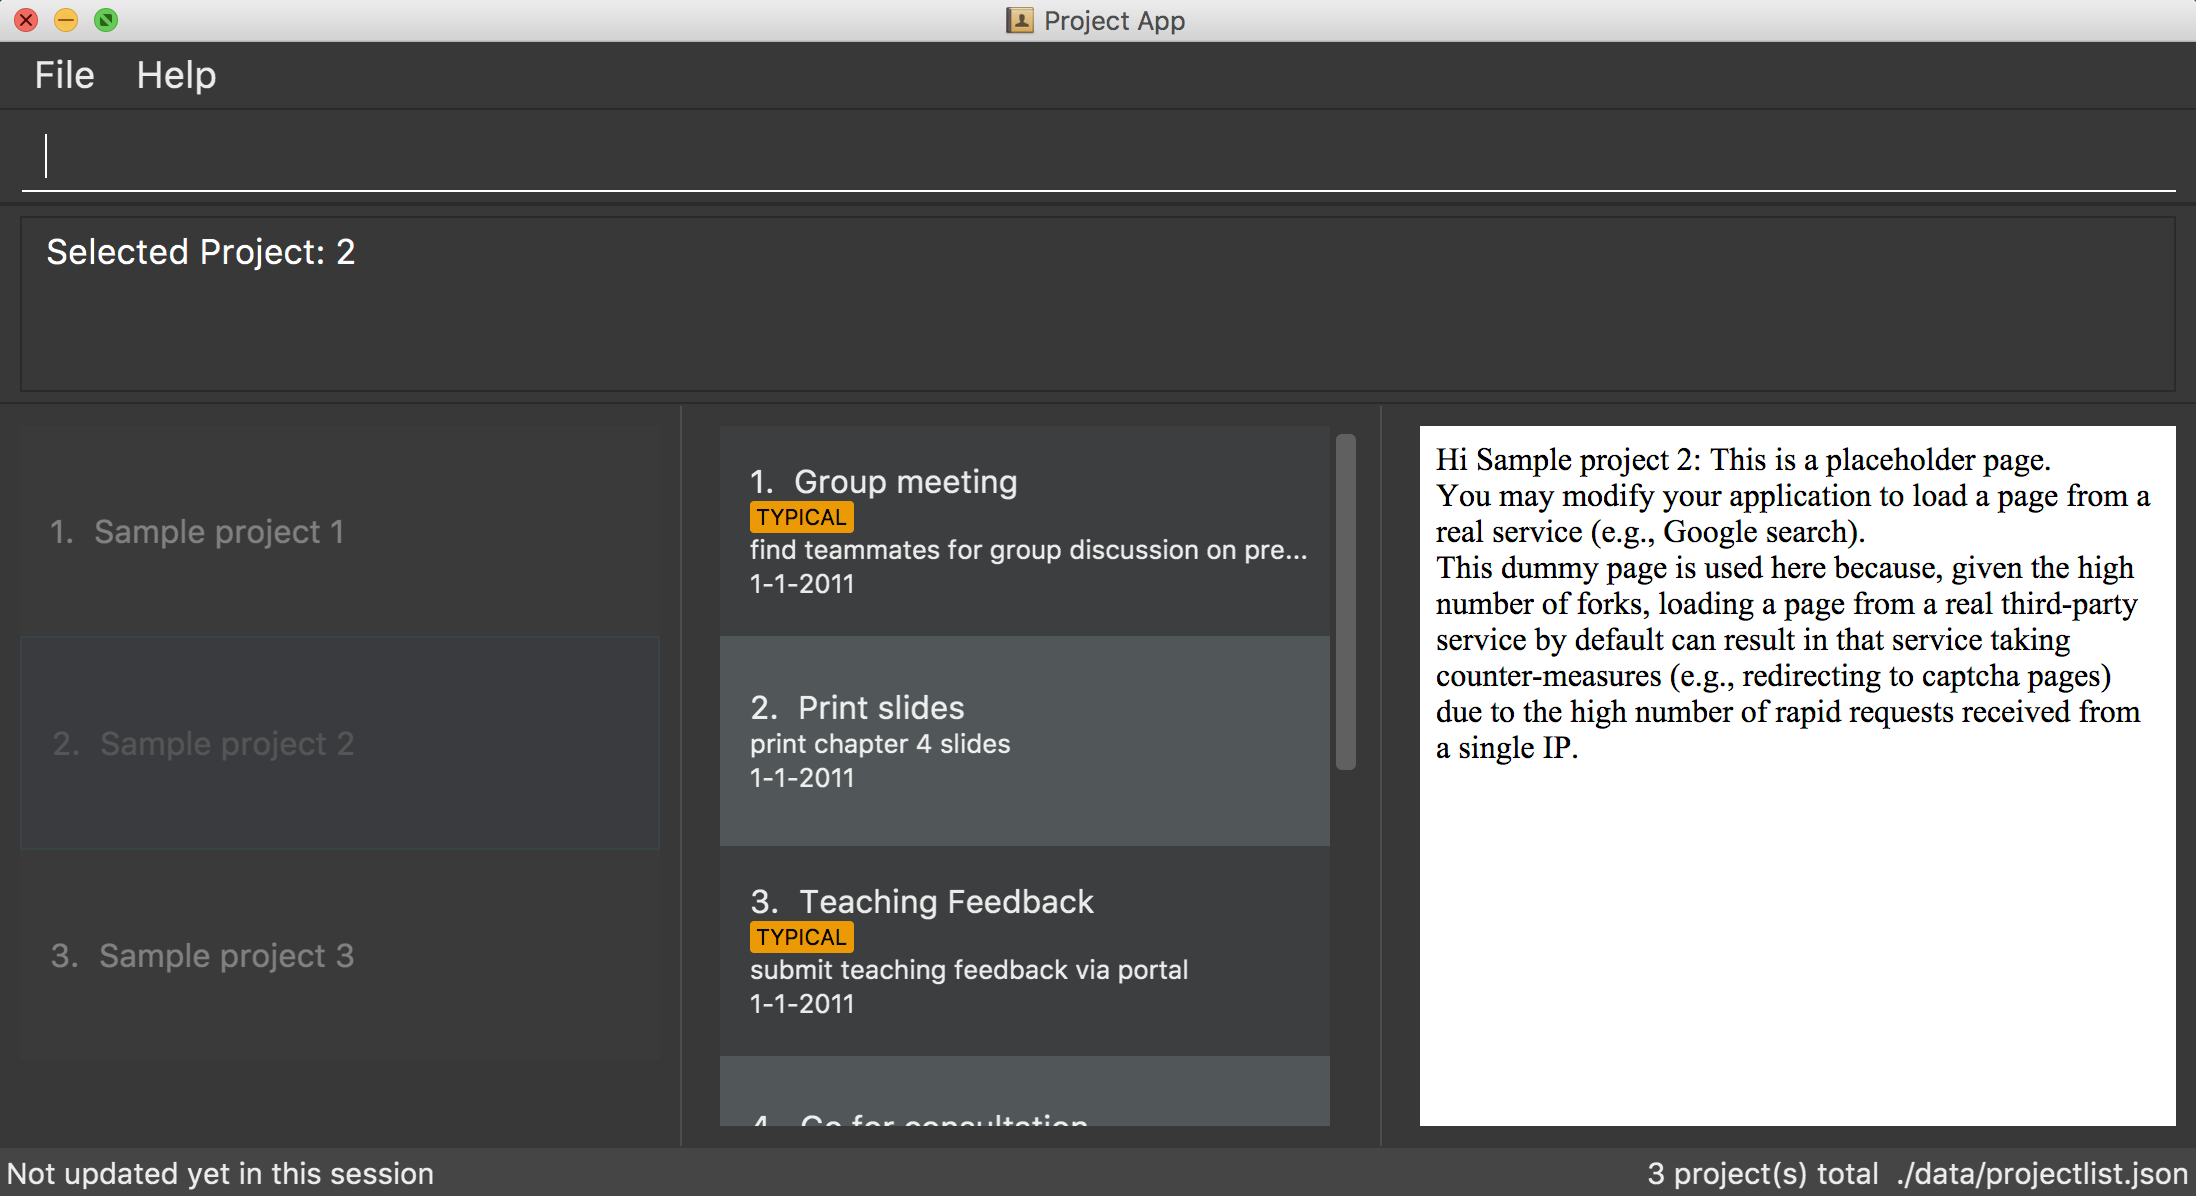 Project App
File Help
Selected Project: 2
1. Sample project 1
2. Sample project 2
3. Sample project 3
1. Group meeting
TYPICAL
find teammates for group discussion on pre...
1-1-2011
2. Print slides
print chapter 4 slides
1-1-2011
3. Teaching Feedback
TYPICAL
submit teaching feedback via portal
1-1-2011
4. Go for consultation
Hi Sample project 2: This is a placeholder page.
You may modify your application to load a page from a
real service (e.g., Google search).
This dummy page is used here because, given the high
number of forks, loading a page from a real third-party
service by default can result in that service taking
counter-measures (e.g., redirecting to captcha pages)
due to the high number of rapid requests received from
a single IP.
Not updated yet in this session
3 project(s) total ./data/projectlist.json